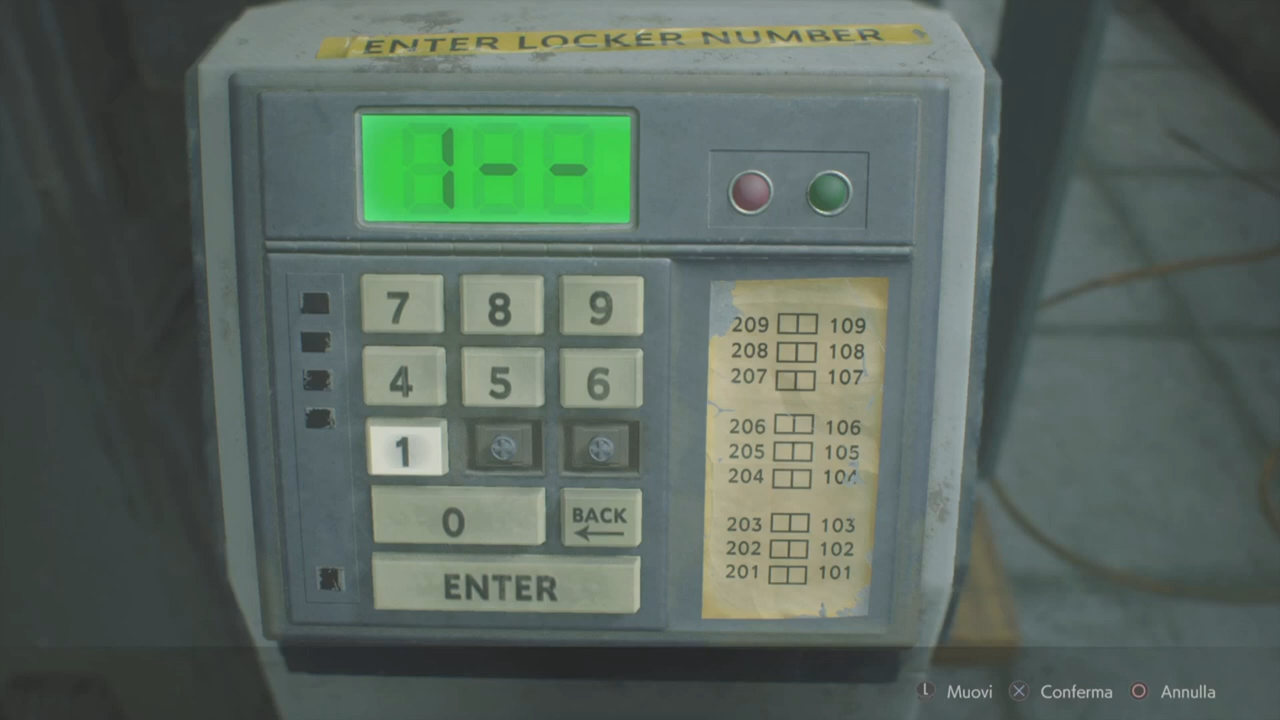 ENTER LOCKER NUMBER
1--
7 8 9
4 5 6
1
0 BACK
ENTER
209 109
208 108
207 107
206 106
205 105
204 104
203 103
202 102
201 101
L Muovi Conferma Annulla